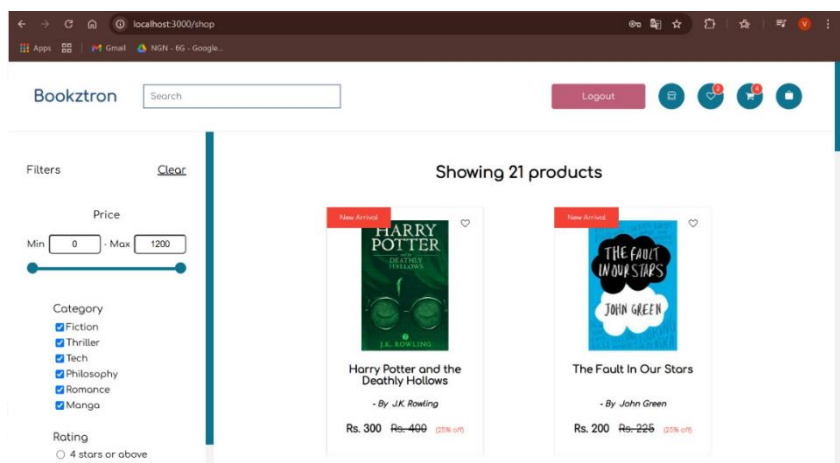 localhost:3000/shop
Apps
Gmail
NGN - 6G - Google...
V
Bookztron
Search
Logout
2
4
Filters
Clear
Price
Min 0 - Max 1200
Category
Fiction
Thriller
Tech
Philosophy
Romance
Manga
Rating
4 stars or above
Showing 21 products
New Arrival
HARRY
POTTER
DEATHLY
HALLOWS
J.K. ROWLING
Harry Potter and the
Deathly Hollows
- By J.K. Rowling
Rs. 300 Rs. 400 (25% off)
New Arrival
THE FAULT
IN OUR STARS
JOHN GREEN
The Fault In Our Stars
- By John Green
Rs. 200 Rs. 225 (25% off)